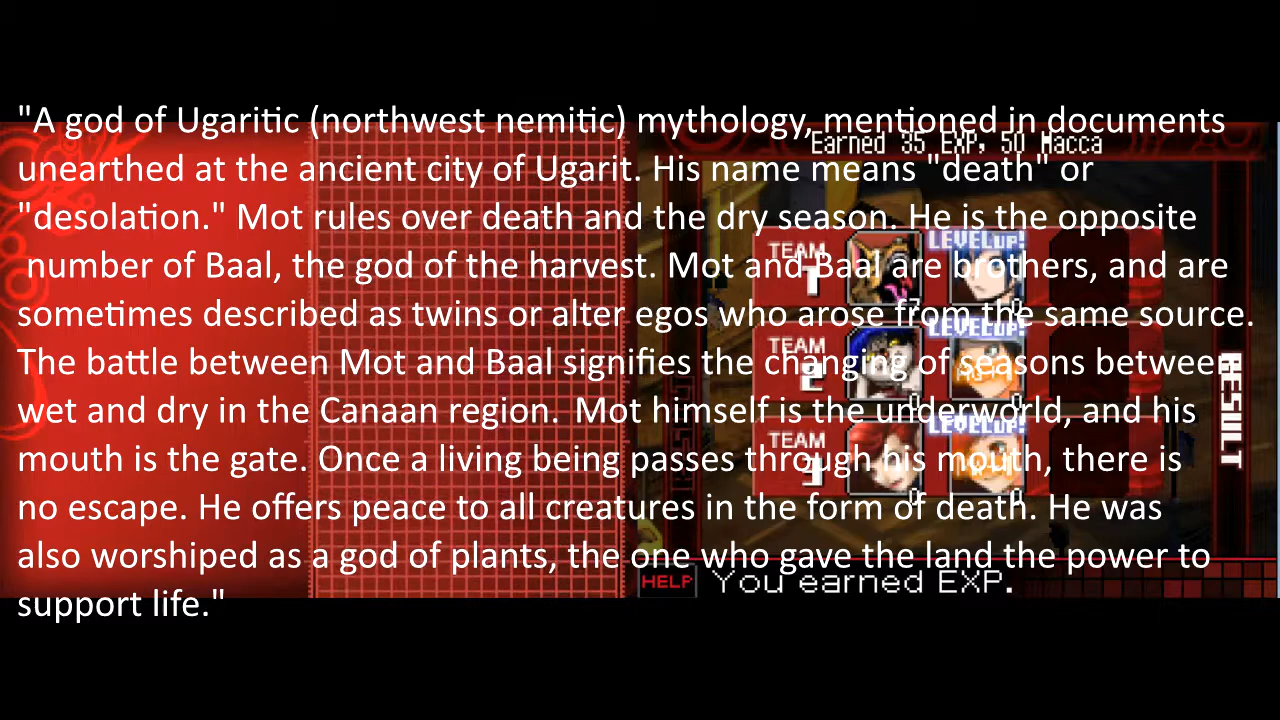 "A god of Ugaritic (northwest nemitic) mythology, mentioned in documents
Earned 35 EXP, 50 Macca
unearthed at the ancient city of Ugarit. His name means "death" or
"desolation." Mot rules over death and the dry season. He is the opposite
LEVELUP!
TEAM 1
number of Baal, the god of the harvest. Mot and Baal are brothers, and are
sometimes described as twins or alter egos who arose from the same source.
LEVELUP!
TEAM 2
The battle between Mot and Baal signifies the changing of seasons between
RESULT
wet and dry in the Canaan region.  Mot himself is the underworld, and his
LEVELUP!
TEAM 3
mouth is the gate. Once a living being passes through his mouth, there is
no escape. He offers peace to all creatures in the form of death. He was
also worshiped as a god of plants, the one who gave the land the power to
HELP You earned EXP.
support life."